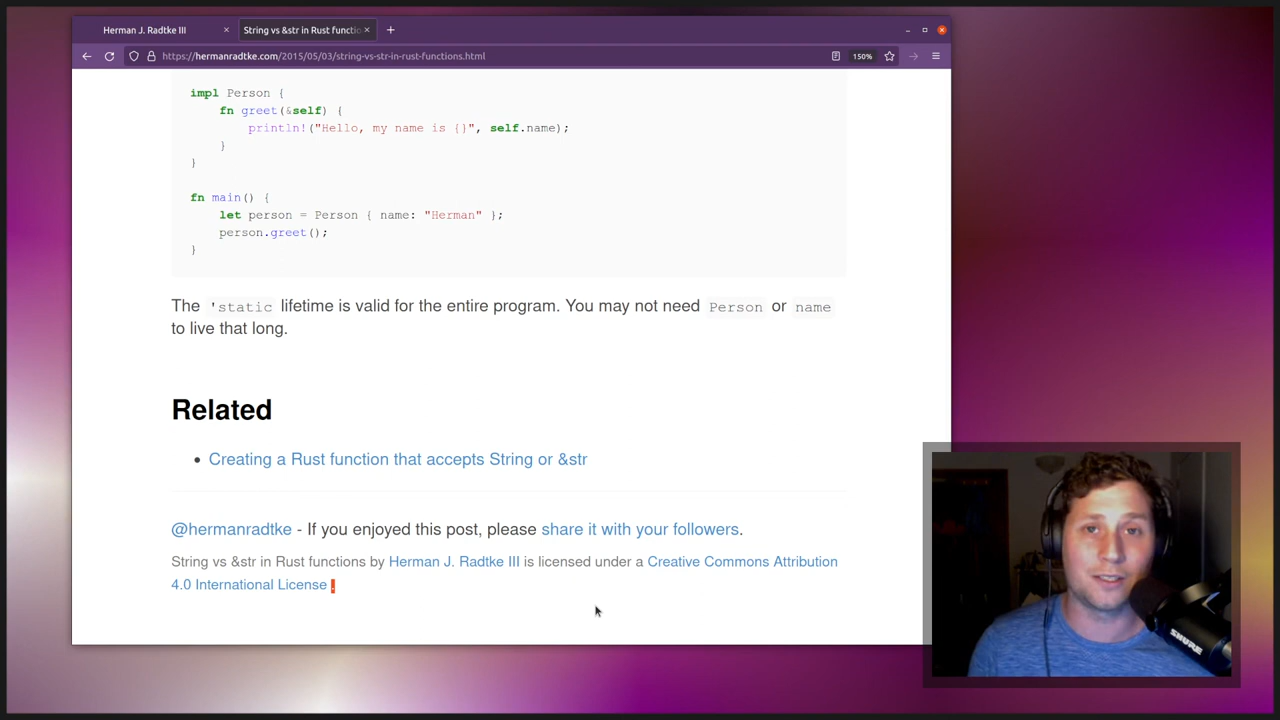 Herman J. Radtke III
String vs &str in Rust functio
https://hermanradtke.com/2015/05/03/string-vs-str-in-rust-functions.html
150%
impl Person {
fn greet(&self) {
println!("Hello, my name is {}", self.name);
}
}
fn main() {
let person = Person { name: "Herman" };
person.greet();
}
The 'static lifetime is valid for the entire program. You may not need Person or name
to live that long.
Related
Creating a Rust function that accepts String or &str
@hermanradtke - If you enjoyed this post, please share it with your followers.
String vs &str in Rust functions by Herman J. Radtke III is licensed under a Creative Commons Attribution
4.0 International License .
SHURE